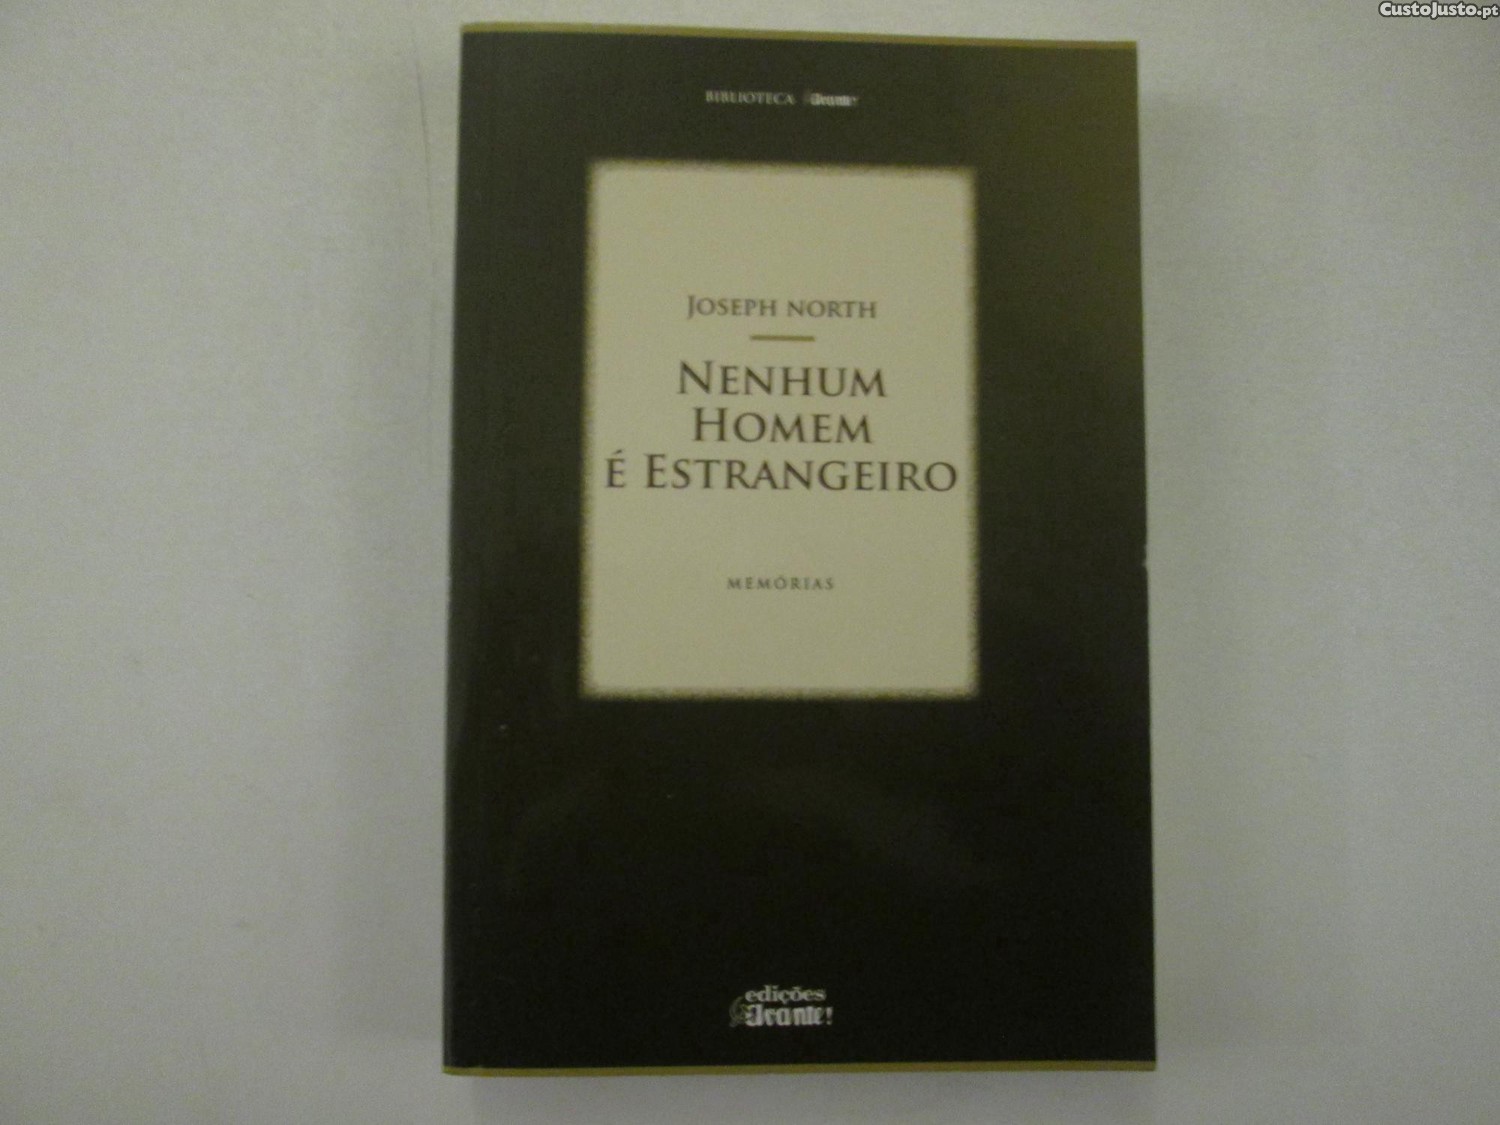 CustoJusto.pt
BIBLIOTECA Avante!
JOSEPH NORTH
NENHUM
HOMEM
É ESTRANGEIRO
MEMÓRIAS
edições
Avante!